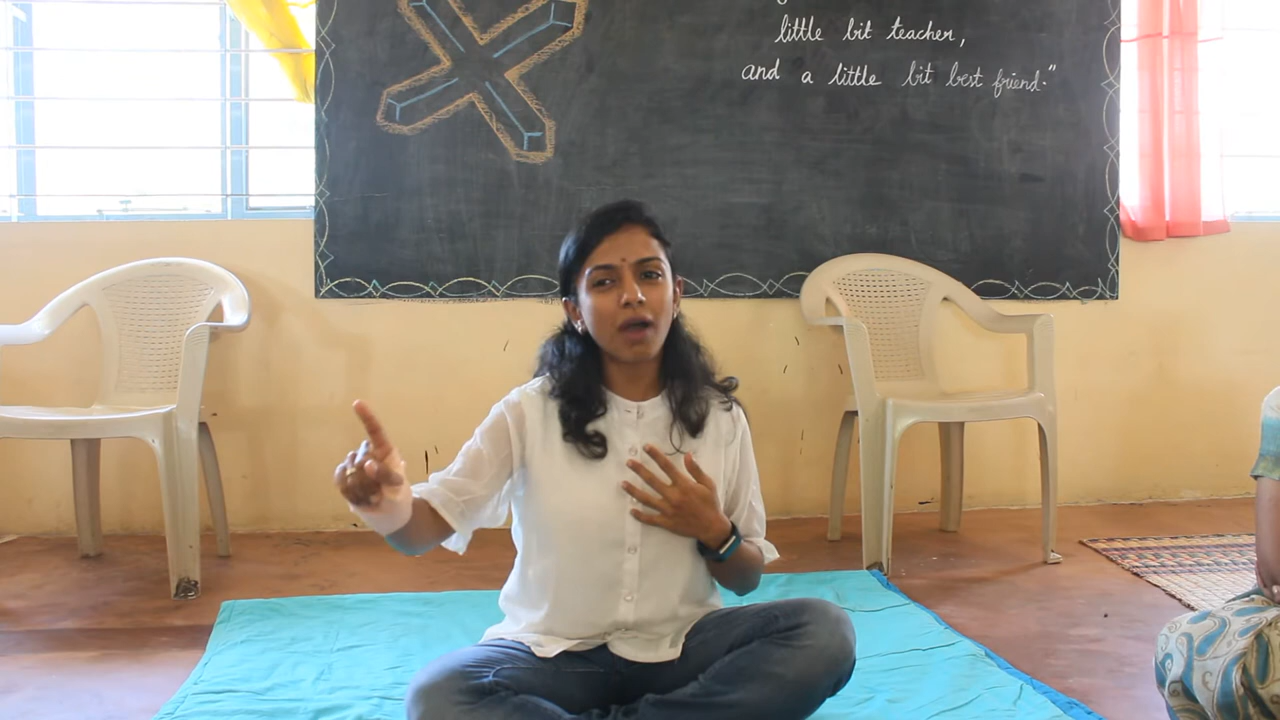 little bit teacher,
and a little bit best friend."